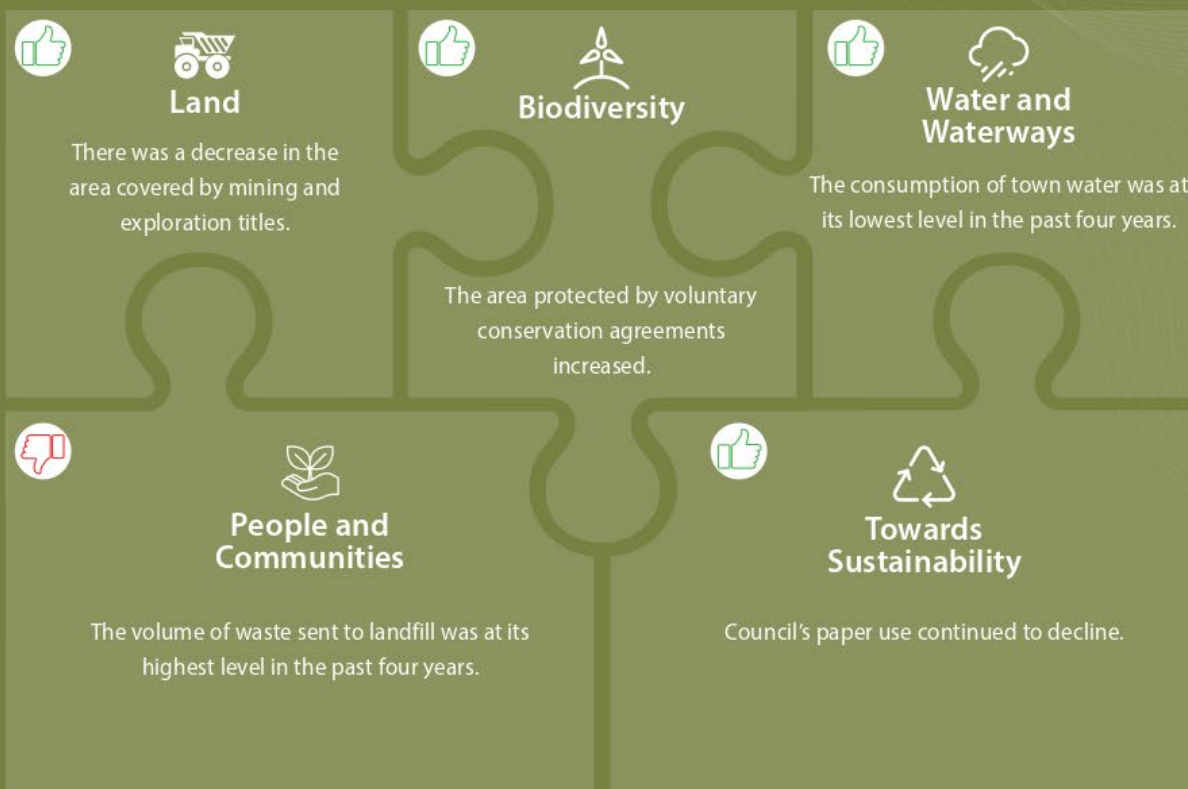 Land
There was a decrease in the
area covered by mining and
exploration titles.
Biodiversity
The area protected by voluntary
conservation agreements
increased.
Water and
Waterways
The consumption of town water was at
its lowest level in the past four years.
People and
Communities
The volume of waste sent to landfill was at its
highest level in the past four years.
Towards
Sustainability
Council’s paper use continued to decline.